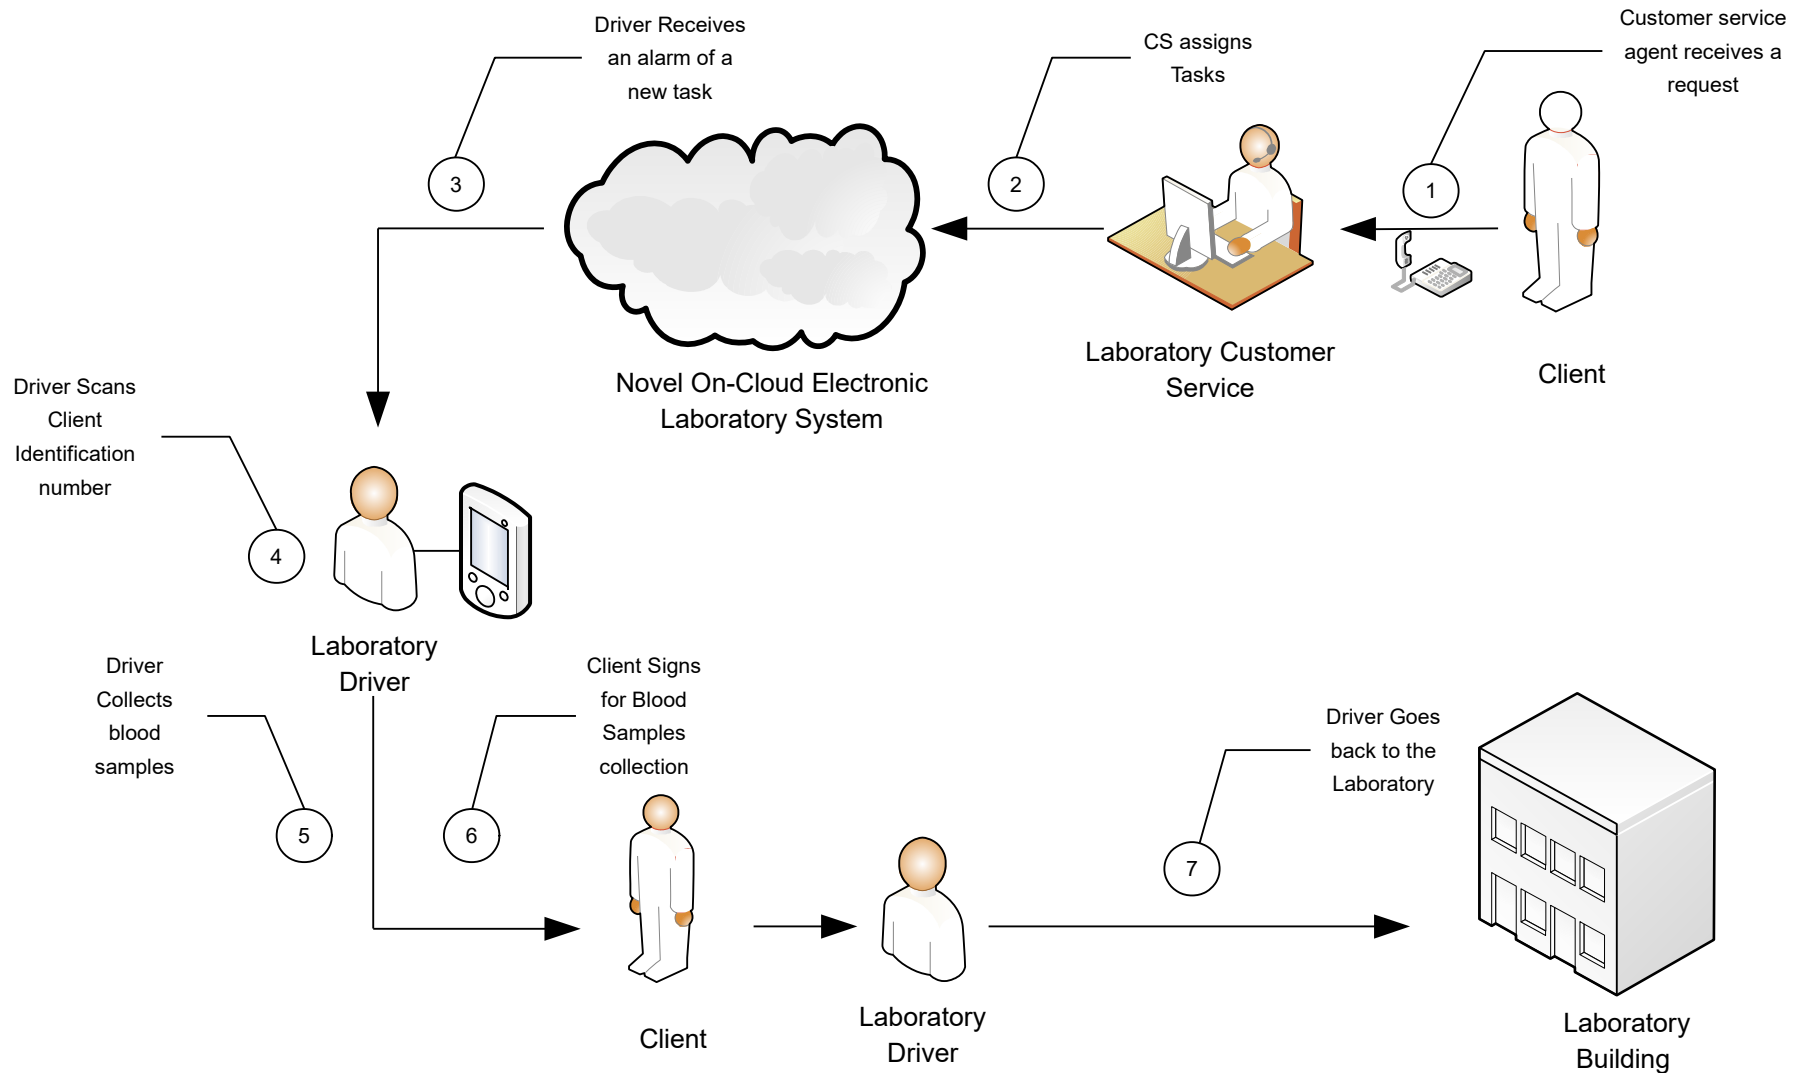 Customer service
agent receives a
request
1
Client
CS assigns
Tasks
2
Laboratory Customer
Service
Driver Receives
an alarm of a
new task
3
Novel On-Cloud Electronic
Laboratory System
Driver Scans
Client
Identification
number
4
Laboratory
Driver
Driver
Collects
blood
samples
5
Client Signs
for Blood
Samples
collection
6
Client
Laboratory
Driver
Driver Goes
back to the
Laboratory
7
Laboratory
Building